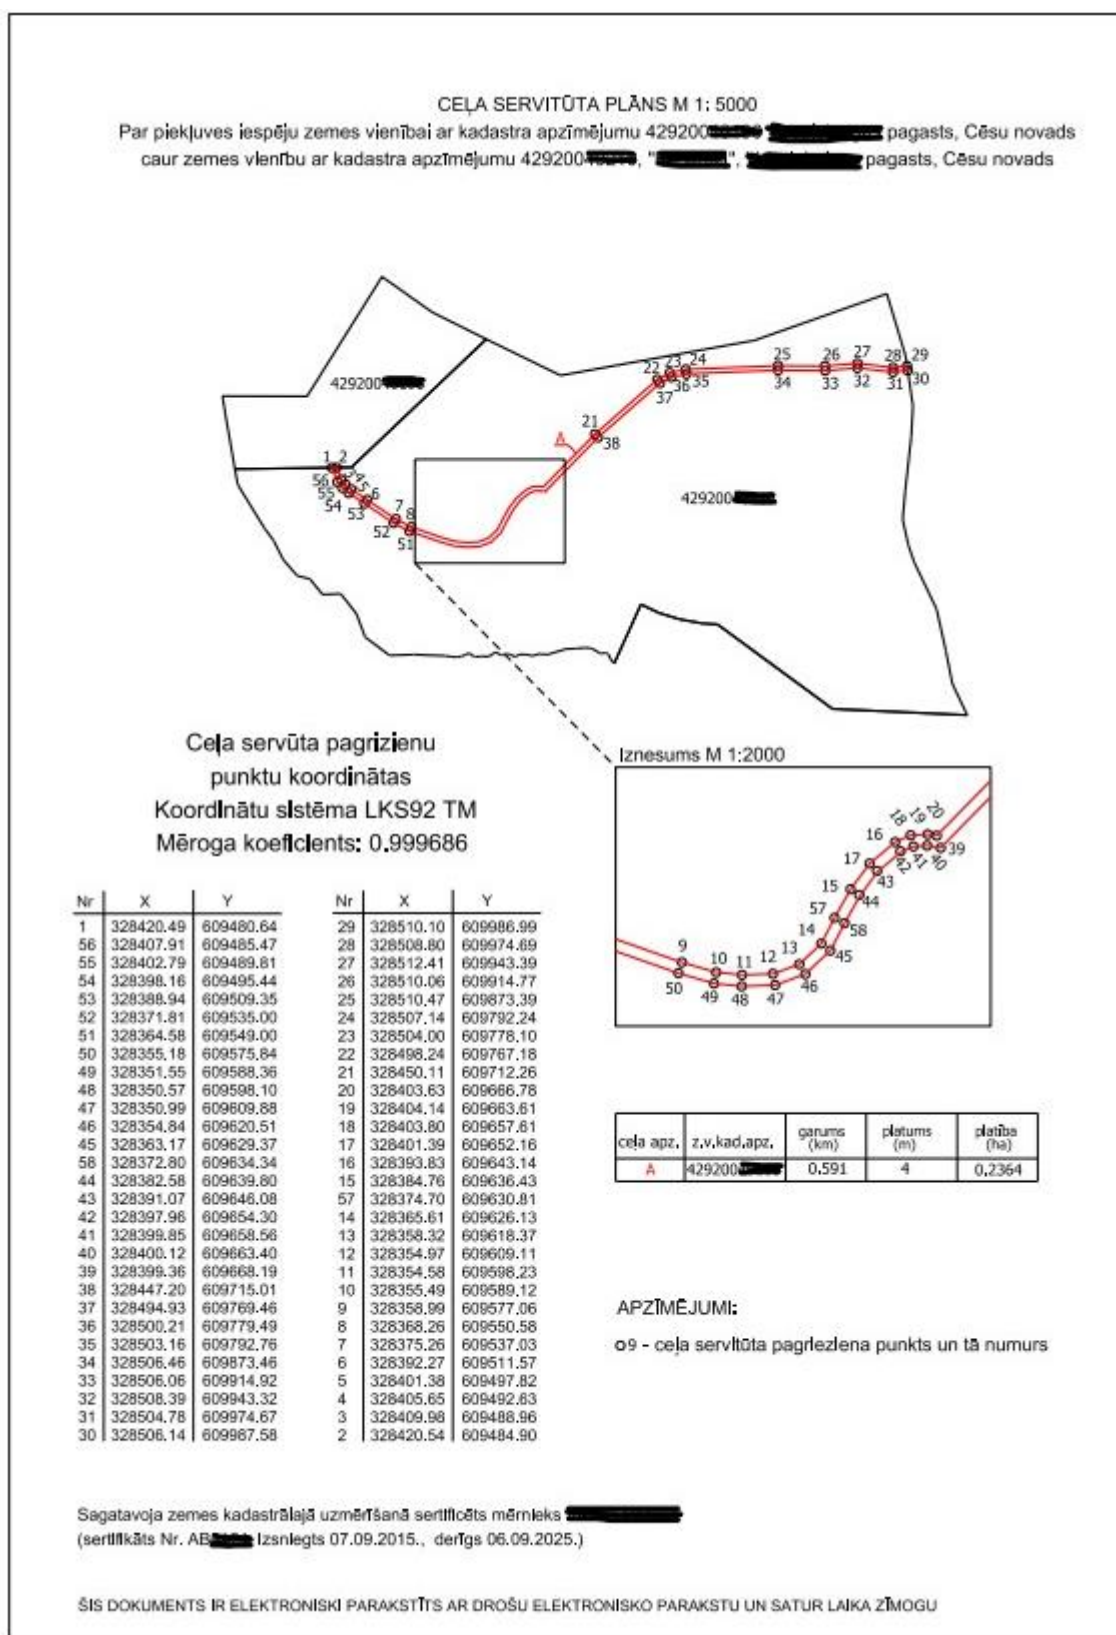 CEĻA SERVITŪTA PLĀNS M 1: 5000
Par piekļuves iespēju zemes vienībai ar kadastra apzīmējumu 429200 pagasts, Cēsu novads
caur zemes vienību ar kadastra apzīmējumu 429200 , " ", pagasts, Cēsu novads
429200
429200
1 2
3
4
5
6
7
8
56
55
54
53
52
51
A
21
38
22 23 24
37 36 35
25 26 27 28 29
34 33 32 31 30
Iznesums M 1:2000
18 19 20
16
17
15
57
14
13
9 10 11 12
50 49 48 47 46
45
58
44
43
42 41 40 39
Ceļa servūta pagrizienu
punktu koordinātas
Koordinātu sistēma LKS92 TM
Mēroga koeficients: 0.999686
Nr X Y Nr X Y
1 328420.49 609480.64 29 328510.10 609986.99
56 328407.91 609485.47 28 328508.80 609974.69
55 328402.79 609489.81 27 328512.41 609943.39
54 328398.16 609495.44 26 328510.06 609914.77
53 328388.94 609509.35 25 328510.47 609873.39
52 328371.81 609535.00 24 328507.14 609792.24
51 328364.58 609549.00 23 328504.00 609778.10
50 328355.18 609575.84 22 328498.24 609767.18
49 328351.55 609588.36 21 328450.11 609712.26
48 328350.57 609598.10 20 328403.63 609666.78
47 328350.99 609609.88 19 328404.14 609663.61
46 328354.84 609620.51 18 328403.80 609657.61
45 328363.17 609629.37 17 328401.39 609652.16
58 328372.80 609634.34 16 328393.83 609643.14
44 328382.58 609639.80 15 328384.76 609636.43
43 328391.07 609646.08 57 328374.70 609630.81
42 328397.96 609654.30 14 328365.61 609626.13
41 328399.85 609658.56 13 328358.32 609618.37
40 328400.12 609663.40 12 328354.97 609609.11
39 328399.36 609668.19 11 328354.58 609598.23
38 328447.20 609715.01 10 328355.49 609589.12
37 328494.93 609769.46 9 328358.99 609577.06
36 328500.21 609779.49 8 328368.26 609550.58
35 328503.16 609792.76 7 328375.26 609537.03
34 328506.46 609873.46 6 328392.27 609511.57
33 328506.06 609914.92 5 328401.38 609497.82
32 328508.39 609943.32 4 328405.65 609492.63
31 328504.78 609974.67 3 328409.98 609488.96
30 328506.14 609987.58 2 328420.54 609484.90
ceļa apz. z.v.kad.apz. garums (km) platums (m) platība (ha)
A 429200 0.591 4 0.2364
APZĪMĒJUMI:
o9 - ceļa servitūta pagrieziena punkts un tā numurs
Sagatavoja zemes kadastrālajā uzmērīšanā sertificēts mērnieks
(sertifikāts Nr. AB Izsniegts 07.09.2015., derīgs 06.09.2025.)
ŠIS DOKUMENTS IR ELEKTRONISKI PARAKSTĪTS AR DROŠU ELEKTRONISKO PARAKSTU UN SATUR LAIKA ZĪMOGU